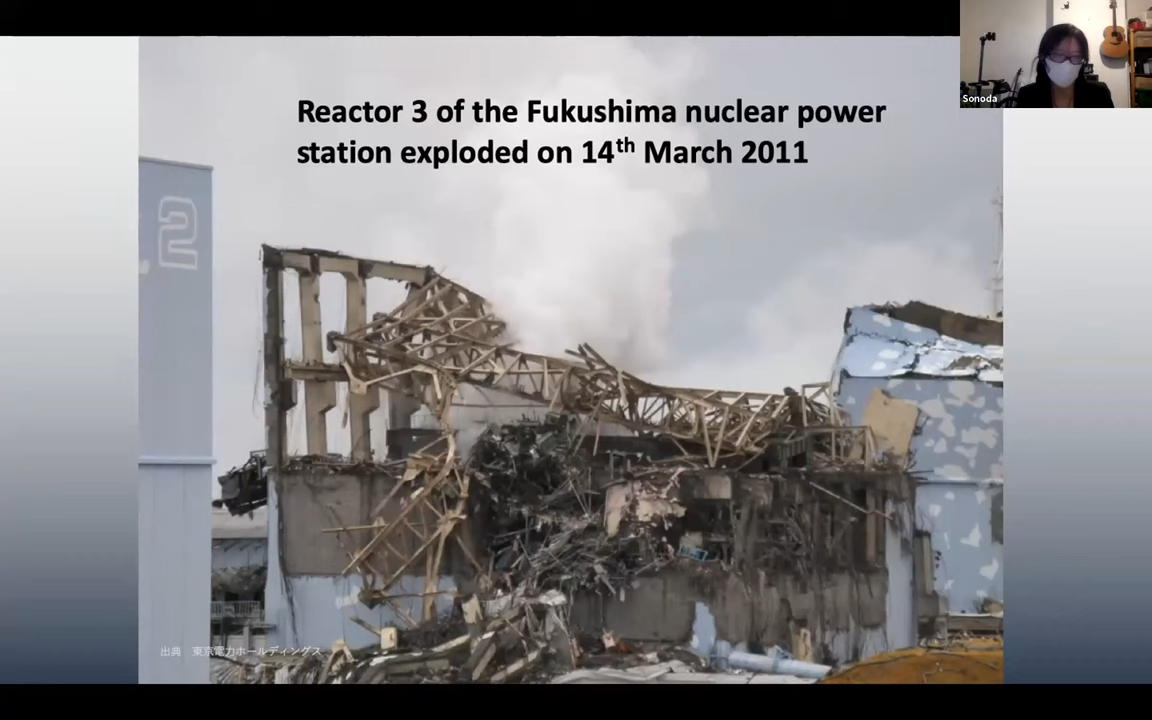 Reactor 3 of the Fukushima nuclear power
station exploded on 14th March 2011
Sonoda
2
出典 東京電力ホールディングス